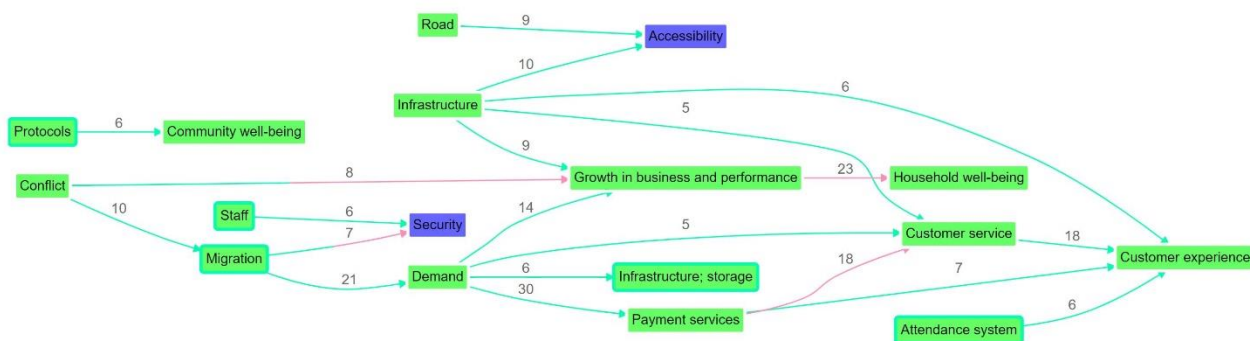 9
Road
Accessibility
10
6
Infrastructure
5
6
Protocols
Community well-being
9
8
23
Conflict
Growth in business and performance
Household well-being
10
14
6
Staff
Security
5
7
Customer service
18
Migration
Customer experience
21
6
18
7
Demand
Infrastructure; storage
30
Payment services
6
Attendance system